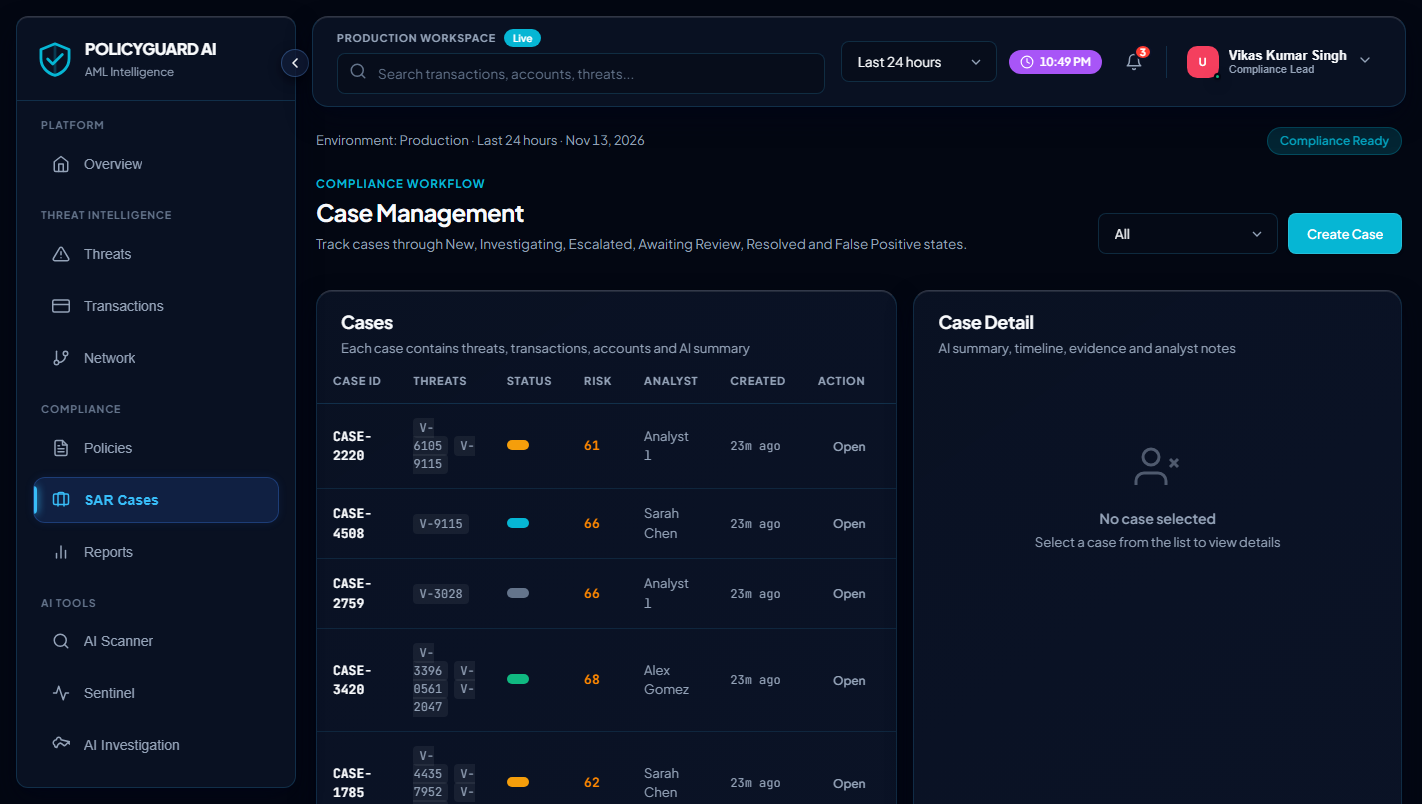 POLICYGUARD AI
AML Intelligence
PLATFORM
Overview
THREAT INTELLIGENCE
Threats
Transactions
Network
COMPLIANCE
Policies
SAR Cases
Reports
AI TOOLS
AI Scanner
Sentinel
AI Investigation
PRODUCTION WORKSPACE Live
Search transactions, accounts, threats...
Last 24 hours
10:49 PM
3
U
Vikas Kumar Singh
Compliance Lead
Environment: Production · Last 24 hours · Nov 13, 2026
Compliance Ready
COMPLIANCE WORKFLOW
Case Management
Track cases through New, Investigating, Escalated, Awaiting Review, Resolved and False Positive states.
All
Create Case
Cases
Each case contains threats, transactions, accounts and AI summary
CASE ID THREATS STATUS RISK ANALYST CREATED ACTION
CASE-
2220
V-
6105 V-
9115
61
Analyst
1
23m ago
Open
CASE-
4508
V-9115
66
Sarah
Chen
23m ago
Open
CASE-
2759
V-3028
66
Analyst
1
23m ago
Open
CASE-
3420
V-
3396 V-
0561 V-
2047
68
Alex
Gomez
23m ago
Open
CASE-
1785
V-
4435 V-
7952 V-
62
Sarah
Chen
23m ago
Open
Case Detail
AI summary, timeline, evidence and analyst notes
No case selected
Select a case from the list to view details